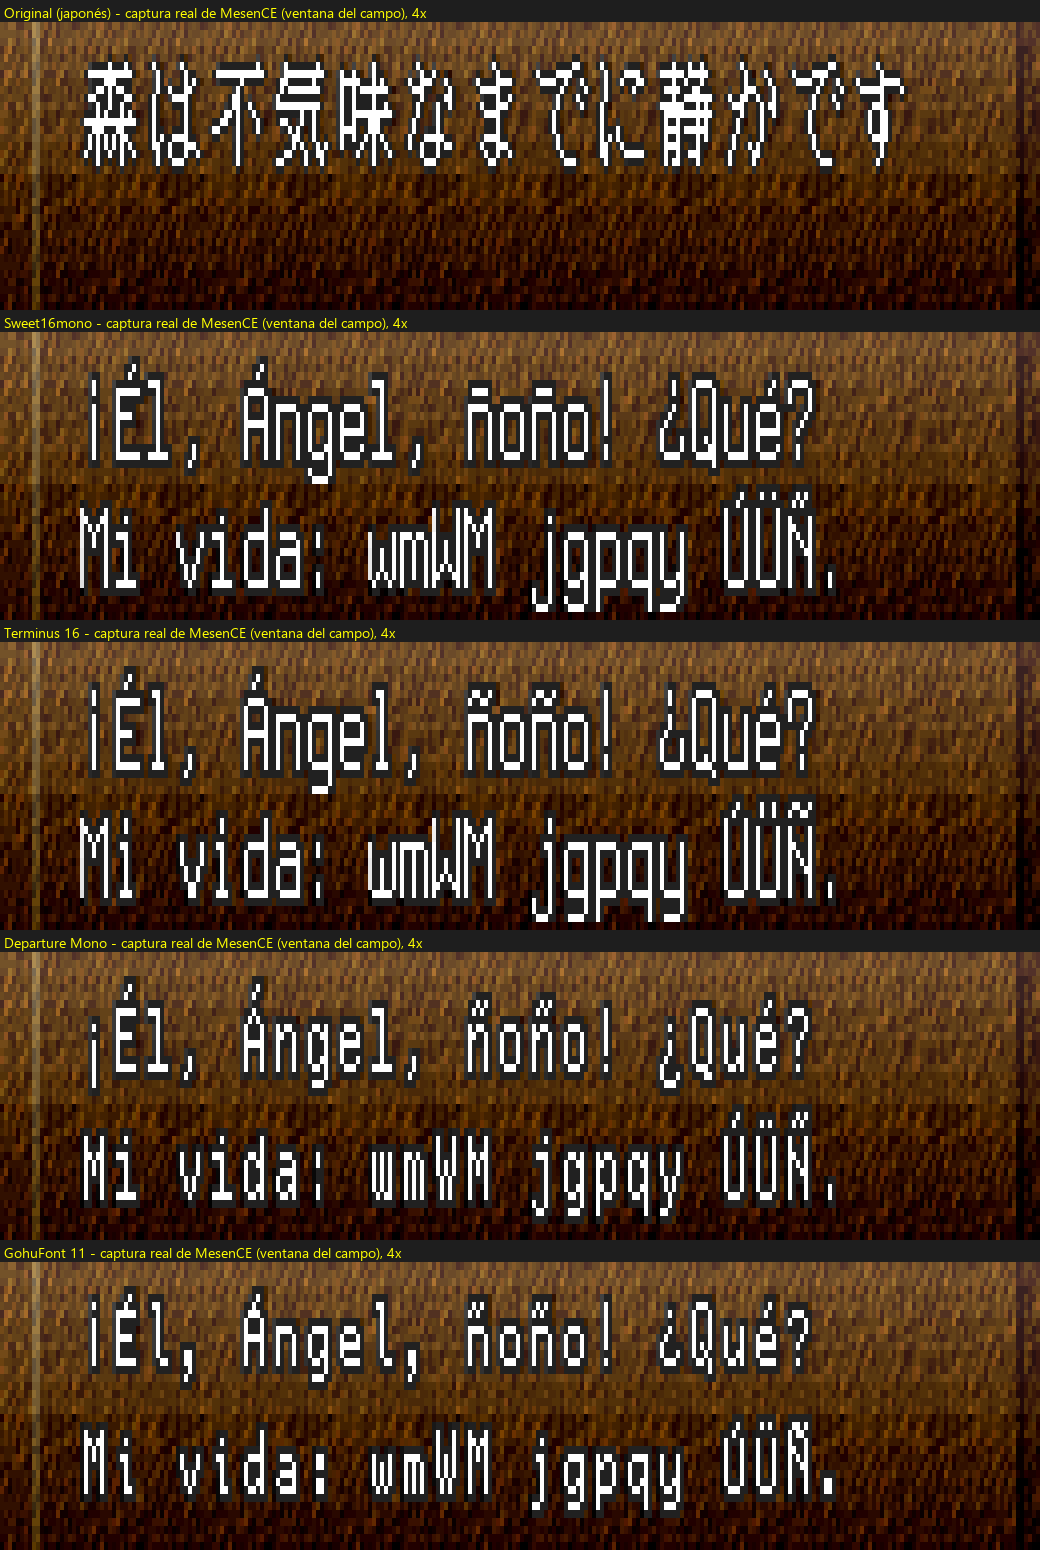 Original (japonés) - captura real de MesenCE (ventana del campo), 4x
森は不気味なまでに静かです
Sweet16mono - captura real de MesenCE (ventana del campo), 4x
¡Él, Ángel, ñoño! ¿Qué?
Mi vida: wmWM jgpqy ÚÜÑ.
Terminus 16 - captura real de MesenCE (ventana del campo), 4x
¡Él, Ángel, ñoño! ¿Qué?
Mi vida: wmWM jgpqy ÚÜÑ.
Departure Mono - captura real de MesenCE (ventana del campo), 4x
¡Él, Ángel, ñoño! ¿Qué?
Mi vida: wmWM jgpqy ÚÜÑ.
GohuFont 11 - captura real de MesenCE (ventana del campo), 4x
¡Él, Ángel, ñoño! ¿Qué?
Mi vida: wmWM jgpqy ÚÜÑ.